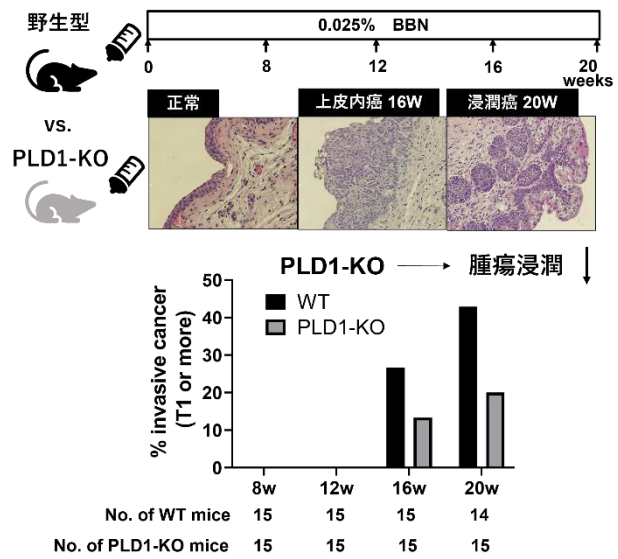 野生型
0.025% BBN
0 8 12 16 20
weeks
vs.
PLD1-KO
正常 上皮内癌 16W 浸潤癌 20W
PLD1-KO → 腫瘍浸潤 ↓
% invasive cancer
(T1 or more)
50
40
30
20
10
0
WT
PLD1-KO
8w 12w 16w 20w
No. of WT mice 15 15 15 14
No. of PLD1-KO mice 15 15 15 15